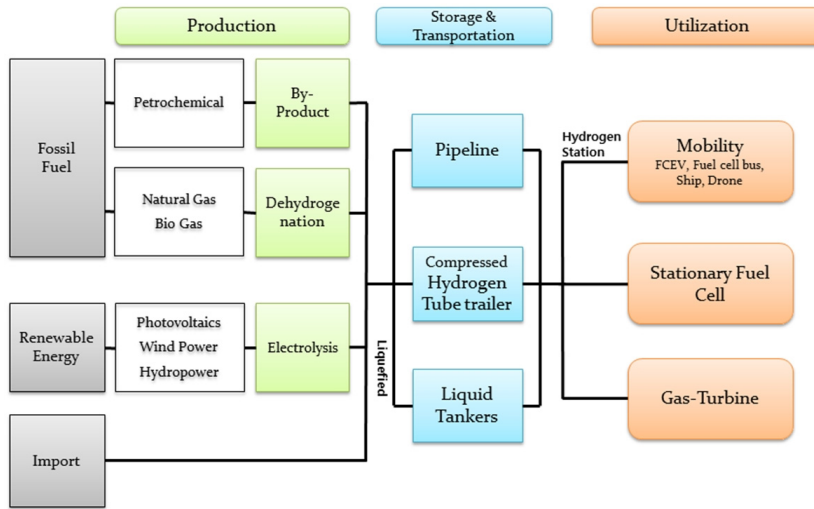 Production
Storage &
Transportation
Utilization
Fossil
Fuel
Petrochemical
By-
Product
Natural Gas
Bio Gas
Dehydroge
nation
Renewable
Energy
Photovoltaics
Wind Power
Hydropower
Electrolysis
Import
Liquefied
Pipeline
Compressed
Hydrogen
Tube trailer
Liquid
Tankers
Hydrogen
Station
Mobility
FCEV, Fuel cell bus,
Ship, Drone
Stationary Fuel
Cell
Gas-Turbine